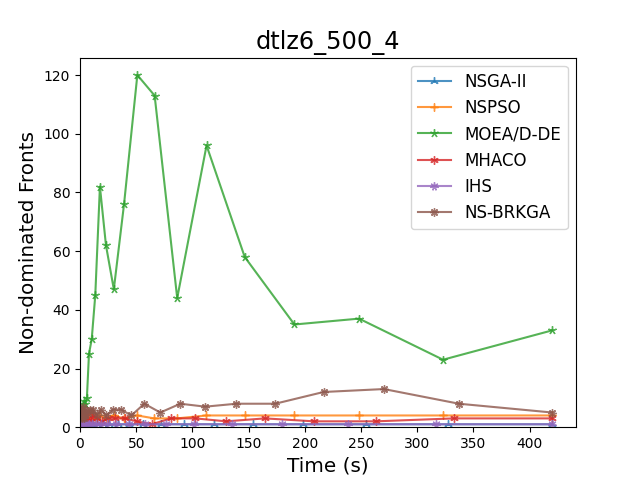 dtlz6_500_4
120
100
80
60
40
20
0
Non-dominated Fronts
NSGA-II
NSPSO
MOEA/D-DE
MHACO
IHS
NS-BRKGA
0 50 100 150 200 250 300 350 400
Time (s)